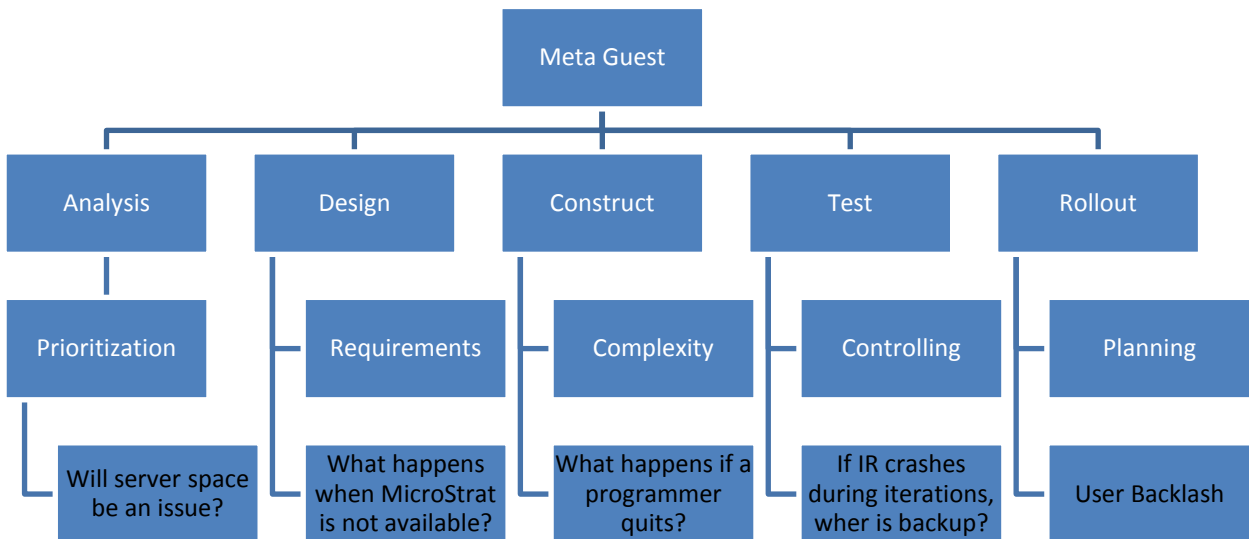 Meta Guest
Analysis
Design
Construct
Test
Rollout
Prioritization
Requirements
Complexity
Controlling
Planning
Will server space
be an issue?
What happens
when MicroStrat
is not available?
What happens if a
programmer
quits?
If IR crashes
during iterations,
wher is backup?
User Backlash